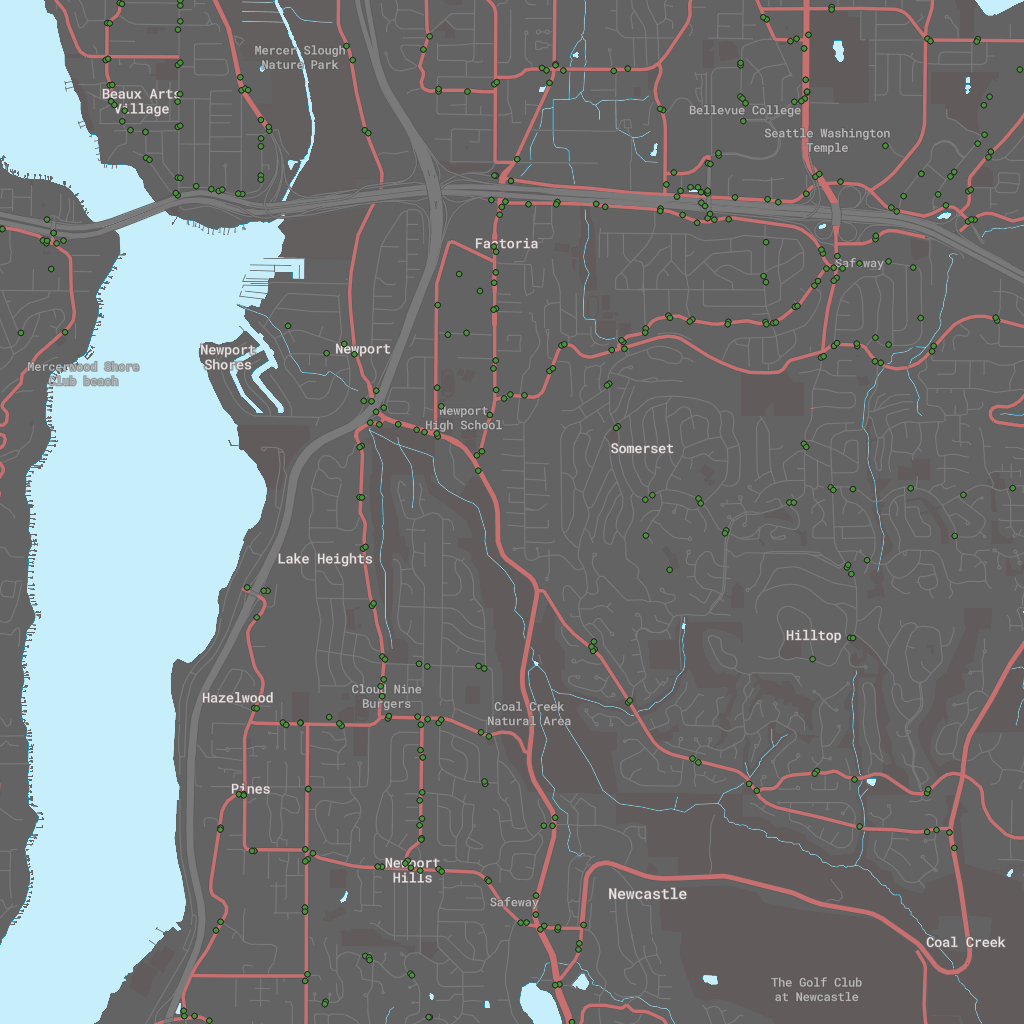 Mercer Slough
Nature Park
Beaux Arts
Village
Bellevue College
Seattle Washington
Temple
Factoria
Safeway
Newport
Shores
Newport
Mercerwood Shore
Club beach
Newport
High School
Somerset
Lake Heights
Hilltop
Hazelwood
Cloud Nine
Burgers
Coal Creek
Natural Area
Pines
Newport
Hills
Safeway
Newcastle
Coal Creek
The Golf Club
at Newcastle